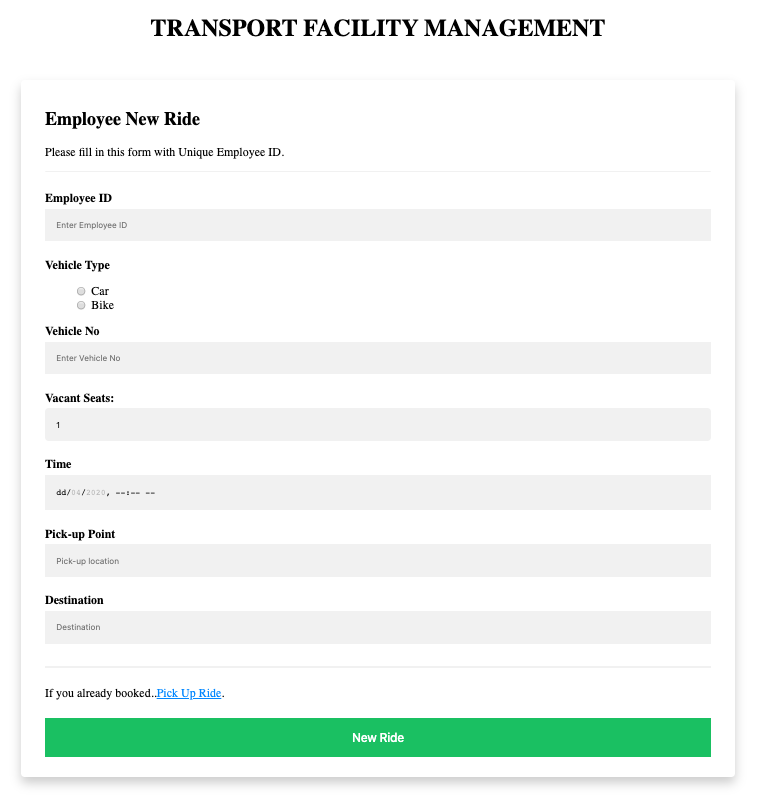 TRANSPORT FACILITY MANAGEMENT
Employee New Ride
Please fill in this form with Unique Employee ID.
Employee ID
Enter Employee ID
Vehicle Type
Car
Bike
Vehicle No
Enter Vehicle No
Vacant Seats:
1
Time
dd/04/2020, --:-- --
Pick-up Point
Pick-up location
Destination
Destination
If you already booked..Pick Up Ride.
New Ride